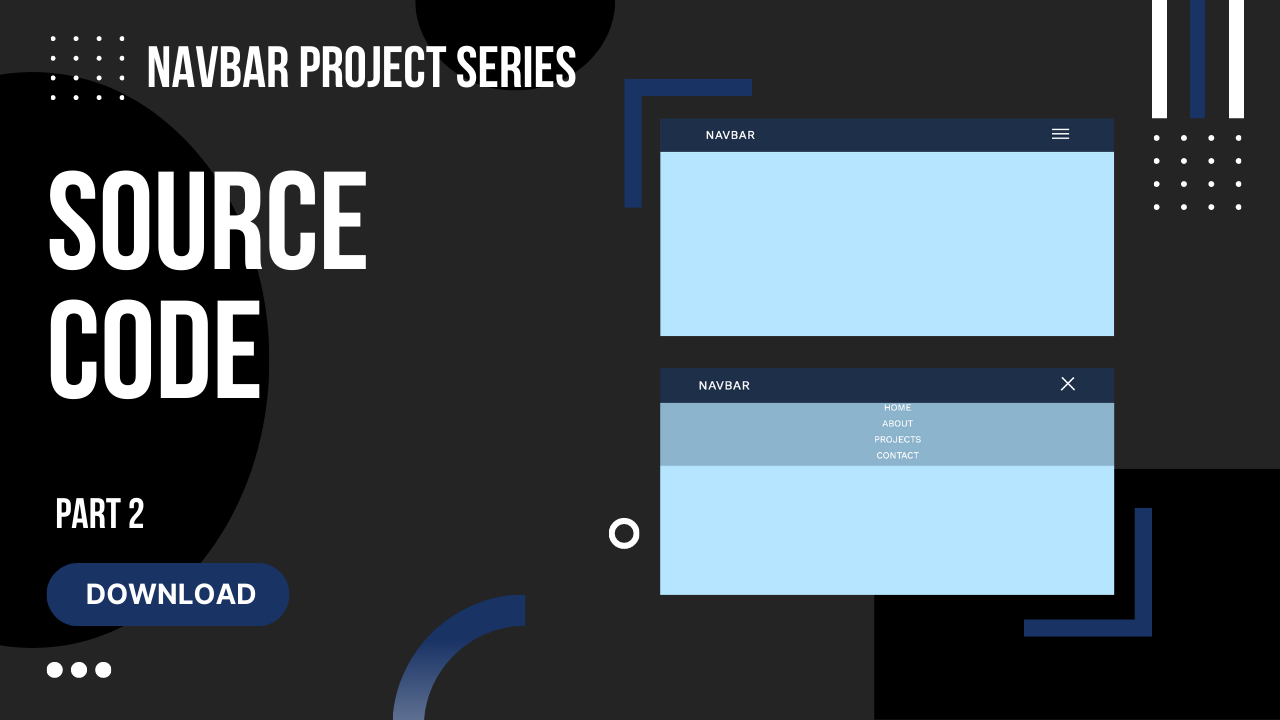 NAVBAR PROJECT SERIES
SOURCE
CODE
PART 2
DOWNLOAD
NAVBAR
NAVBAR
HOME
ABOUT
PROJECTS
CONTACT